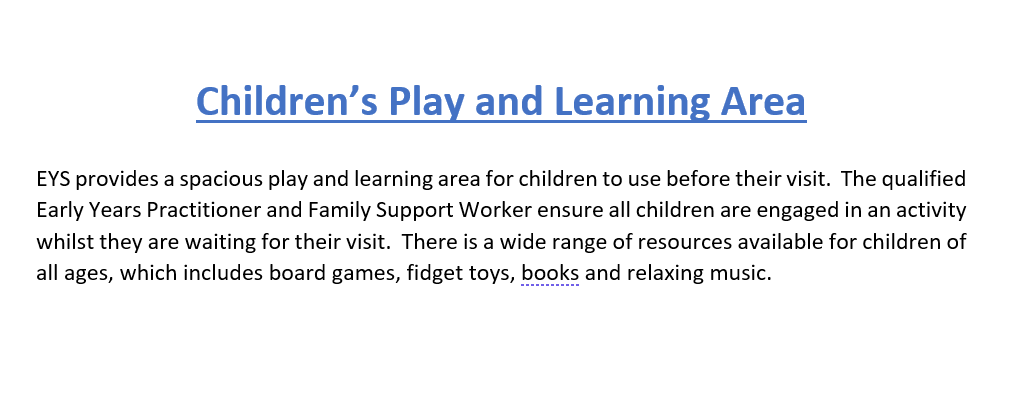 Children’s Play and Learning Area
EYS provides a spacious play and learning area for children to use before their visit.  The qualified
Early Years Practitioner and Family Support Worker ensure all children are engaged in an activity
whilst they are waiting for their visit.  There is a wide range of resources available for children of
all ages, which includes board games, fidget toys, books and relaxing music.